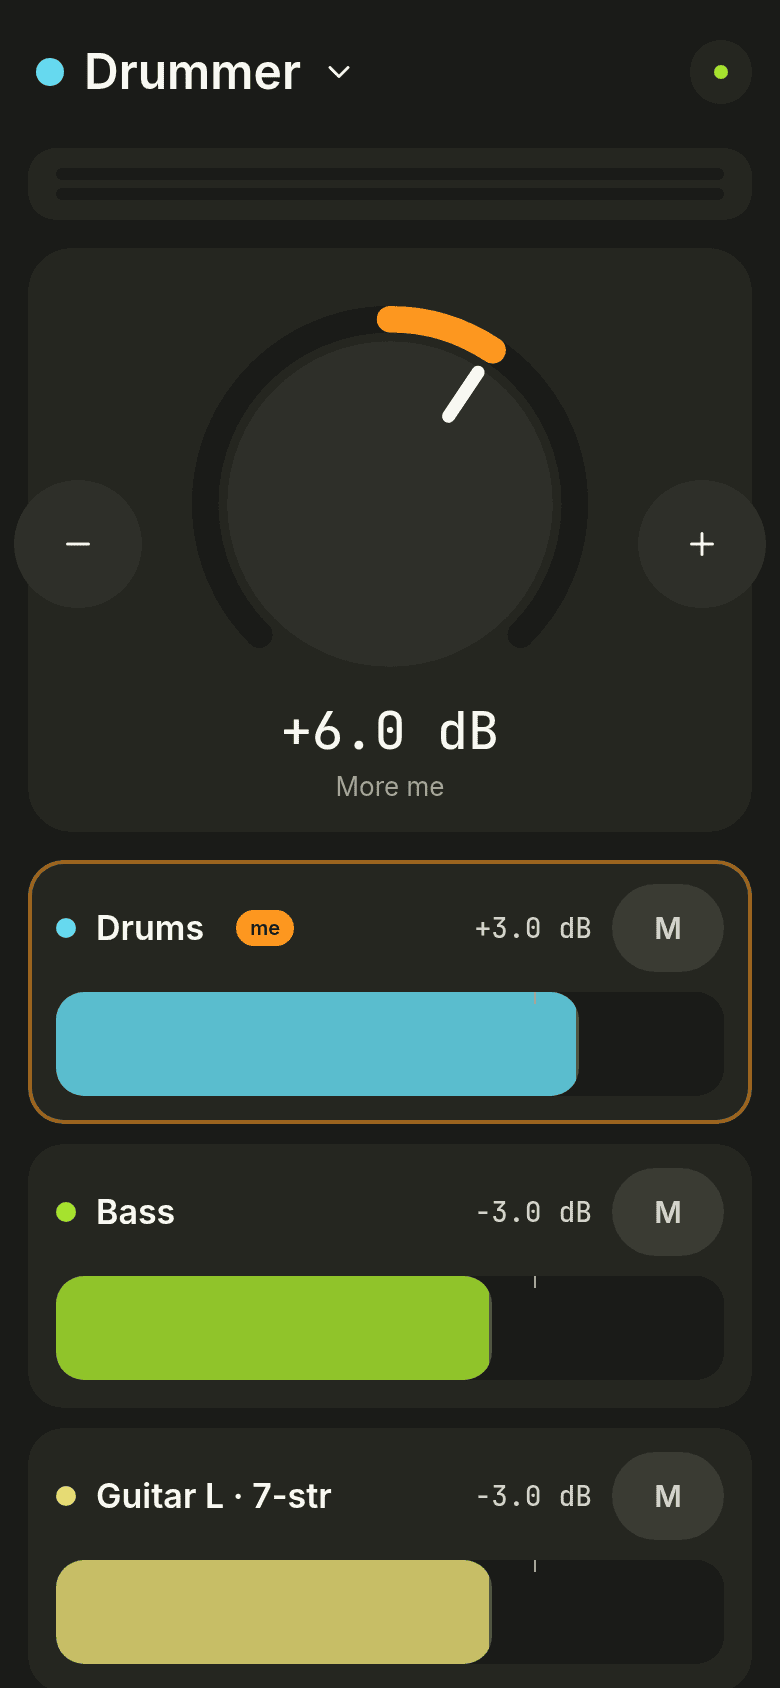 Drummer
− +
+6.0 dB
More me
Drums me +3.0 dB M
Bass -3.0 dB M
Guitar L · 7-str -3.0 dB M